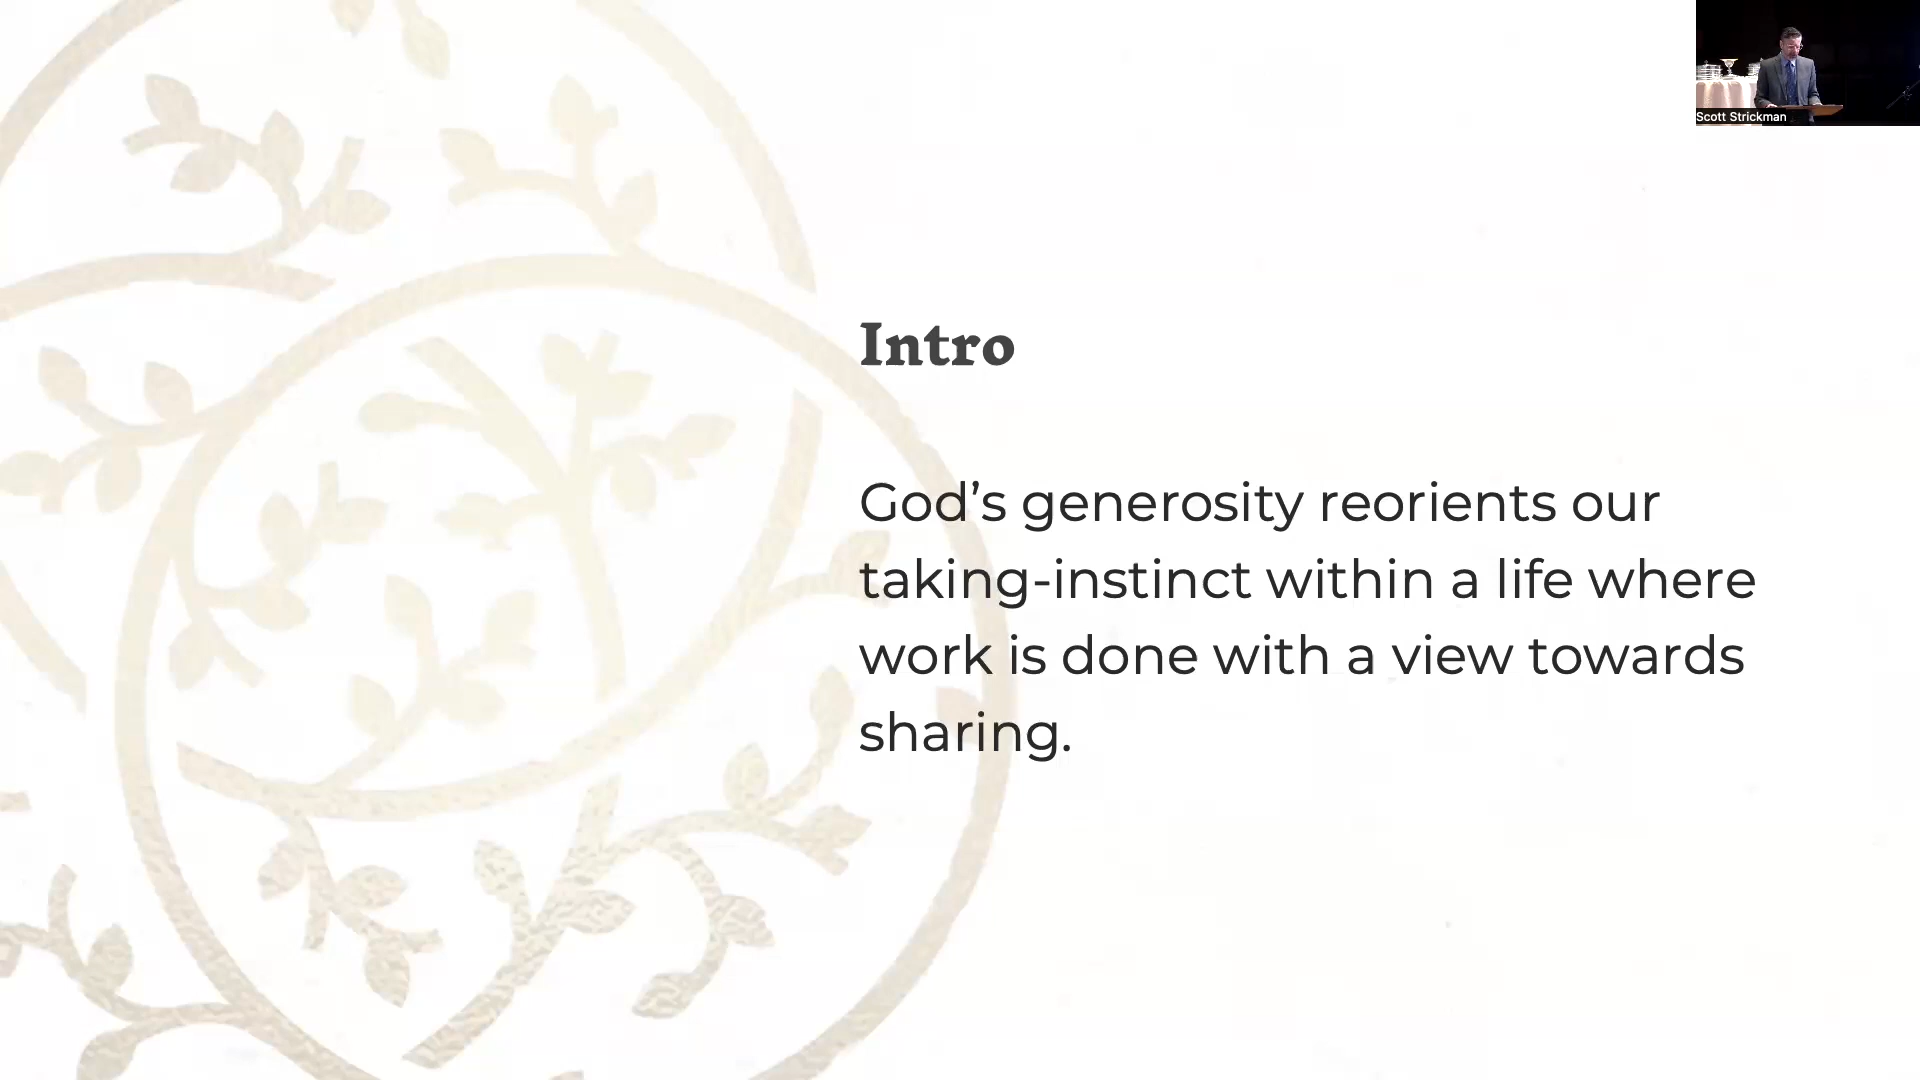 Scott Strickman
Intro
God’s generosity reorients our
taking-instinct within a life where
work is done with a view towards
sharing.